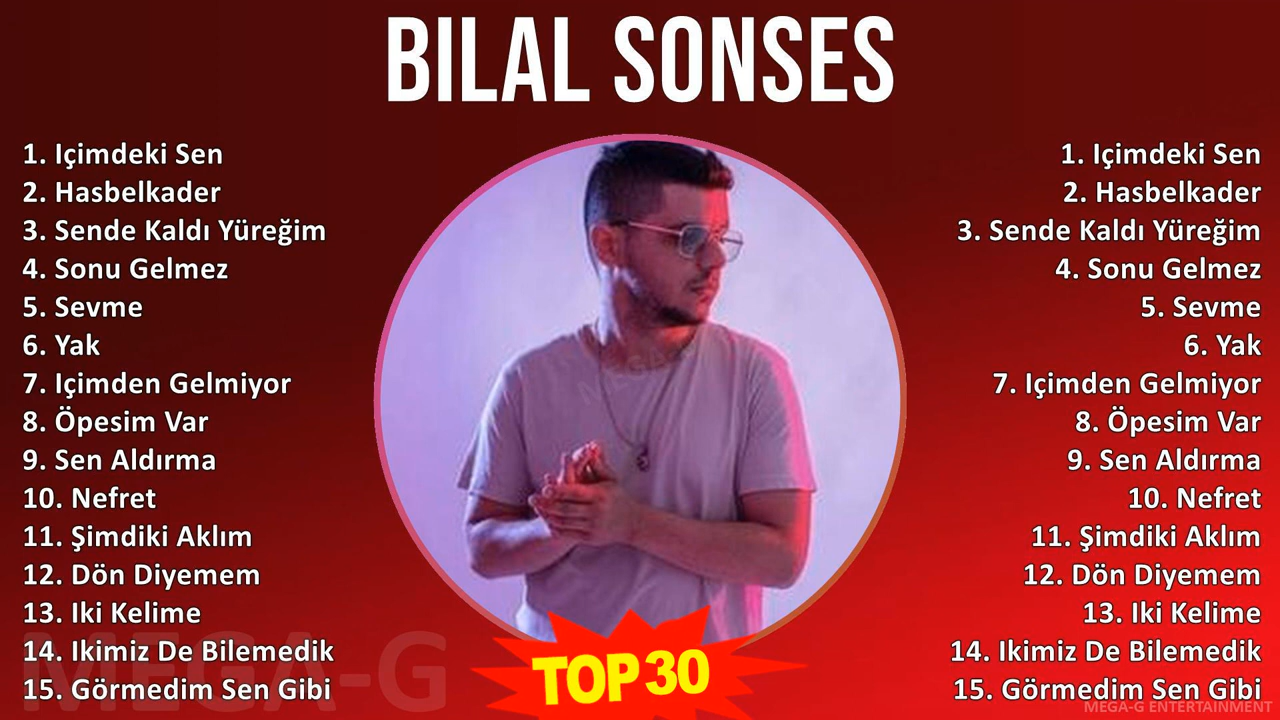 BILAL SONSES
1. Içimdeki Sen
2. Hasbelkader
3. Sende Kaldı Yüreğim
4. Sonu Gelmez
5. Sevme
6. Yak
7. Içimden Gelmiyor
8. Öpesim Var
9. Sen Aldırma
10. Nefret
11. Şimdiki Aklım
12. Dön Diyemem
13. Iki Kelime
14. Ikimiz De Bilemedik
15. Görmedim Sen Gibi
1. Içimdeki Sen
2. Hasbelkader
3. Sende Kaldı Yüreğim
4. Sonu Gelmez
5. Sevme
6. Yak
7. Içimden Gelmiyor
8. Öpesim Var
9. Sen Aldırma
10. Nefret
11. Şimdiki Aklım
12. Dön Diyemem
13. Iki Kelime
14. Ikimiz De Bilemedik
15. Görmedim Sen Gibi
TOP 30
MEGA-G
MEGA-G ENTERTAINMENT